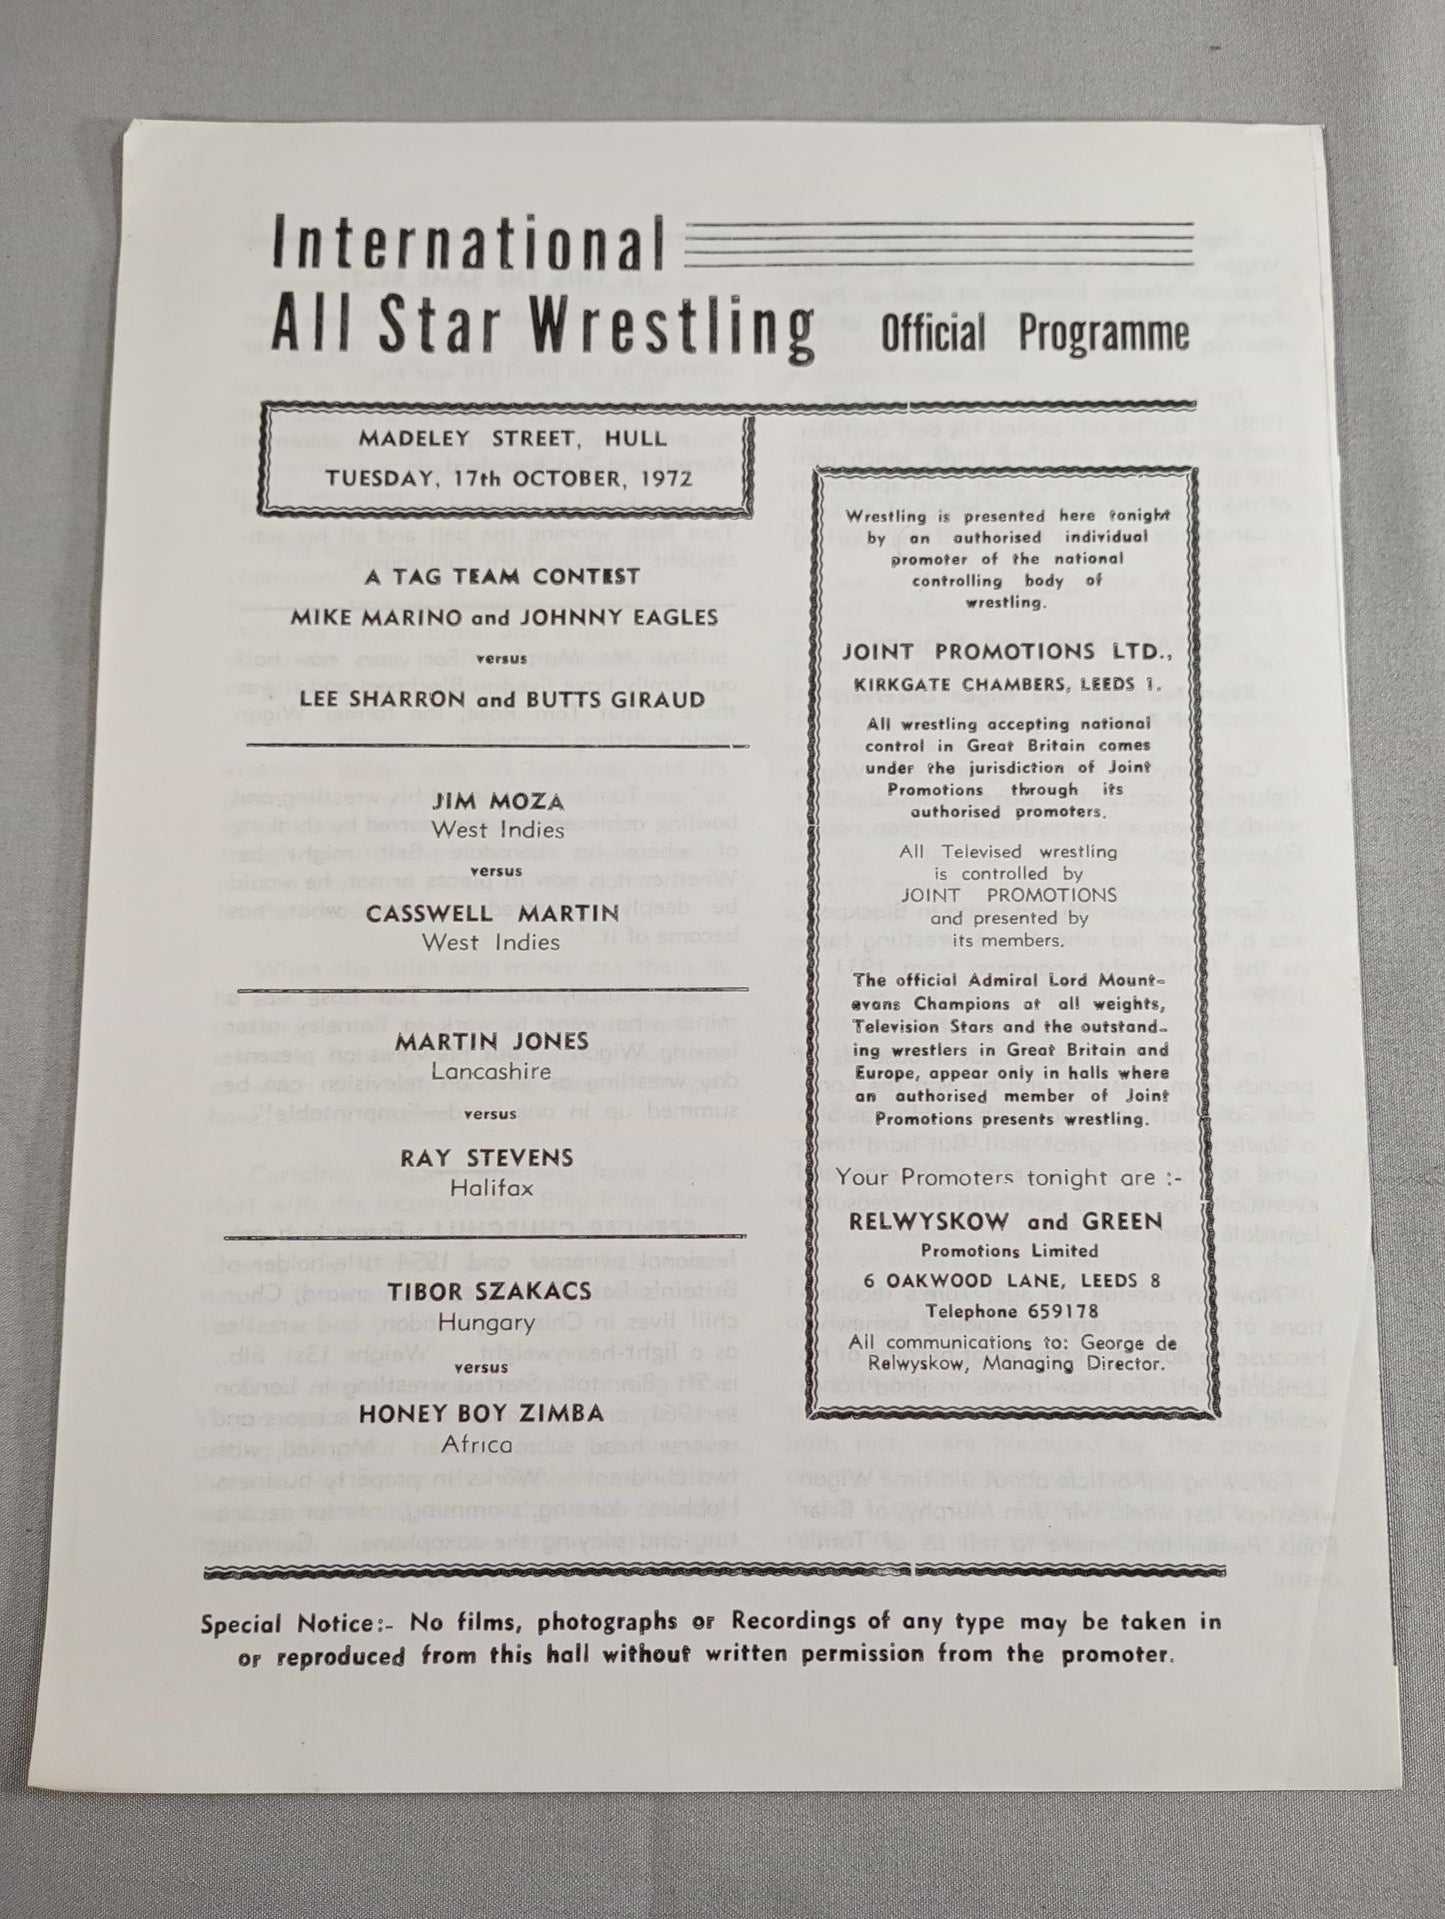 International
All Star Wrestling Official Programme
MADELEY STREET, HULL
TUESDAY, 17th OCTOBER, 1972
A TAG TEAM CONTEST
MIKE MARINO and JOHNNY EAGLES
versus
LEE SHARRON and BUTTS GIRAUD
JIM MOZA
West Indies
versus
CASSWELL MARTIN
West Indies
MARTIN JONES
Lancashire
versus
RAY STEVENS
Halifax
TIBOR SZAKACS
Hungary
versus
HONEY BOY ZIMBA
Africa
Wrestling is presented here tonight
by an authorised individual
promoter of the national
controlling body of
wrestling.
JOINT PROMOTIONS LTD.,
KIRKGATE CHAMBERS, LEEDS 1.
All wrestling accepting national
control in Great Britain comes
under the jurisdiction of Joint
Promotions through its
authorised promoters.
All Televised wrestling
is controlled by
JOINT PROMOTIONS
and presented by
its members.
The official Admiral Lord Mount-
evans Champions at all weights,
Television Stars and the outstand-
ing wrestlers in Great Britain and
Europe, appear only in halls where
an authorised member of Joint
Promotions presents wrestling.
Your Promoters tonight are :-
RELWYSKOW and GREEN
Promotions Limited
6 OAKWOOD LANE, LEEDS 8
Telephone 659178
All communications to: George de
Relwyskow, Managing Director.
Special Notice:- No films, photographs or Recordings of any type may be taken in
or reproduced from this hall without written permission from the promoter.